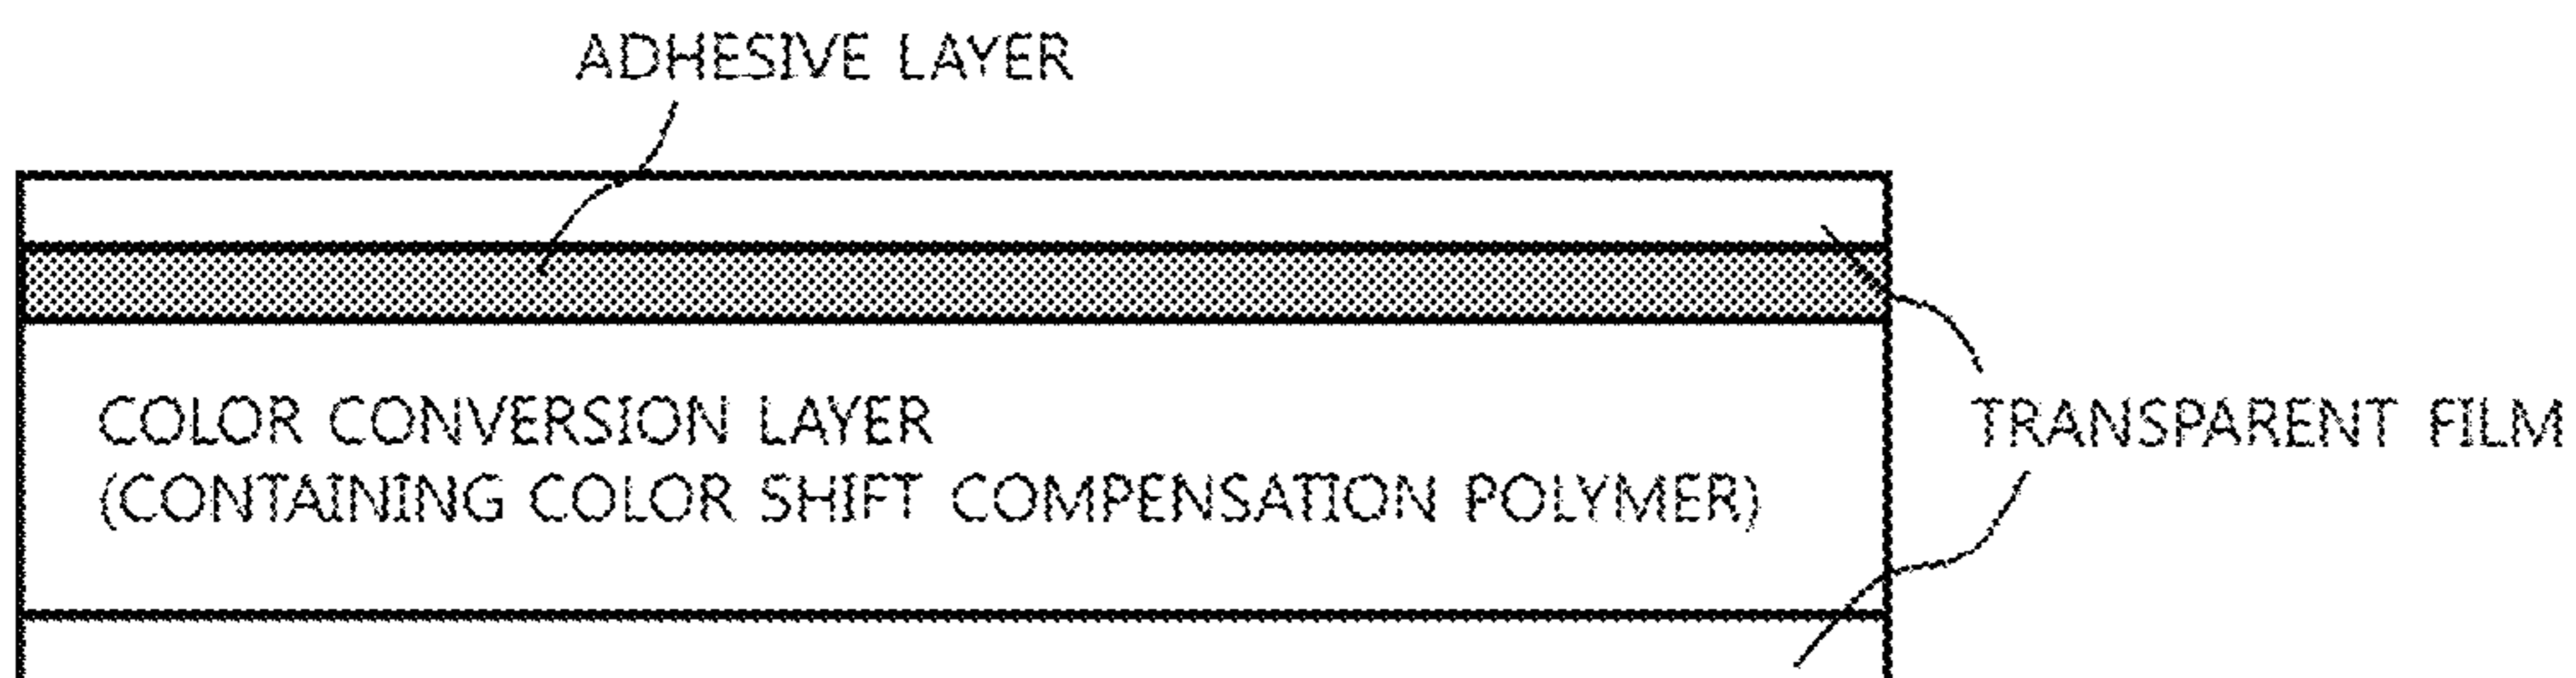 ADHESIVE LAYER
COLOR CONVERSION LAYER
(CONTAINING COLOR SHIFT COMPENSATION POLYMER)
TRANSPARENT FILM